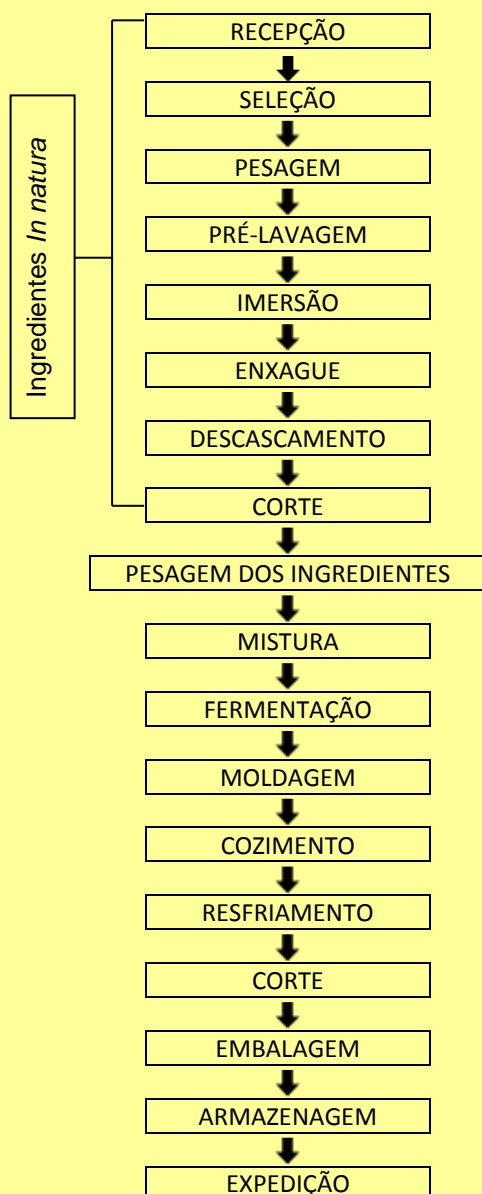 RECEPÇÃO
SELEÇÃO
PESAGEM
PRÉ-LAVAGEM
IMERSÃO
ENXAGUE
DESCASCAMENTO
CORTE
Ingredientes In natura
PESAGEM DOS INGREDIENTES
MISTURA
FERMENTAÇÃO
MOLDAGEM
COZIMENTO
RESFRIAMENTO
CORTE
EMBALAGEM
ARMAZENAGEM
EXPEDIÇÃO